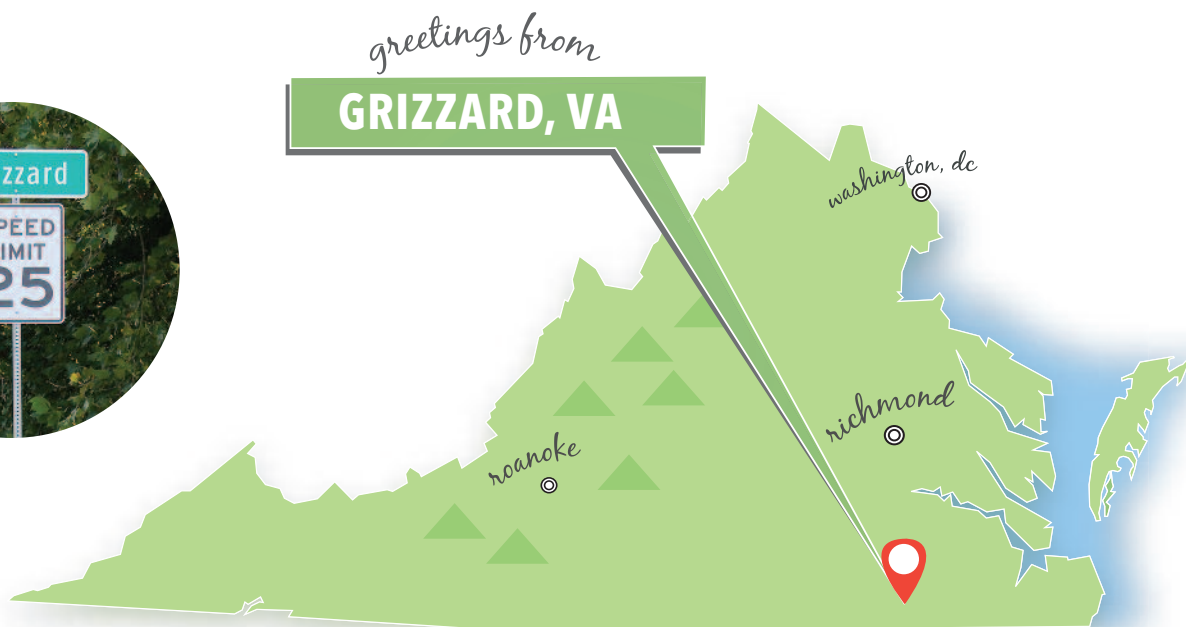 greetings from
GRIZZARD, VA
zzard
PEED
IMIT
25
washington, dc
richmond
roanoke